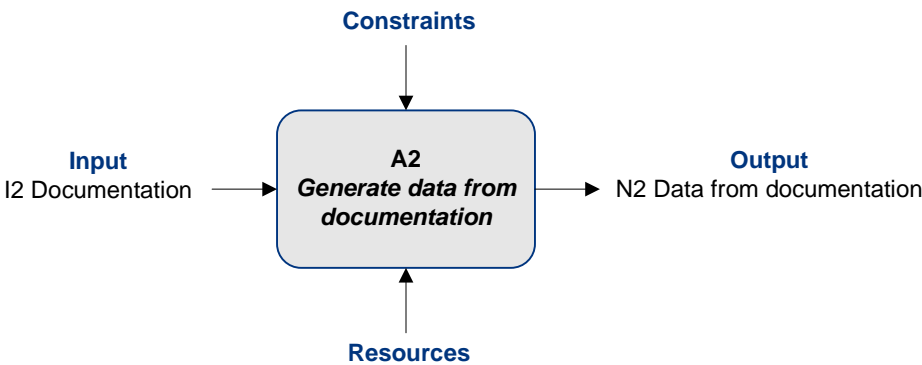 Constraints
Input
I2 Documentation
A2
Generate data from
documentation
Output
N2 Data from documentation
Resources